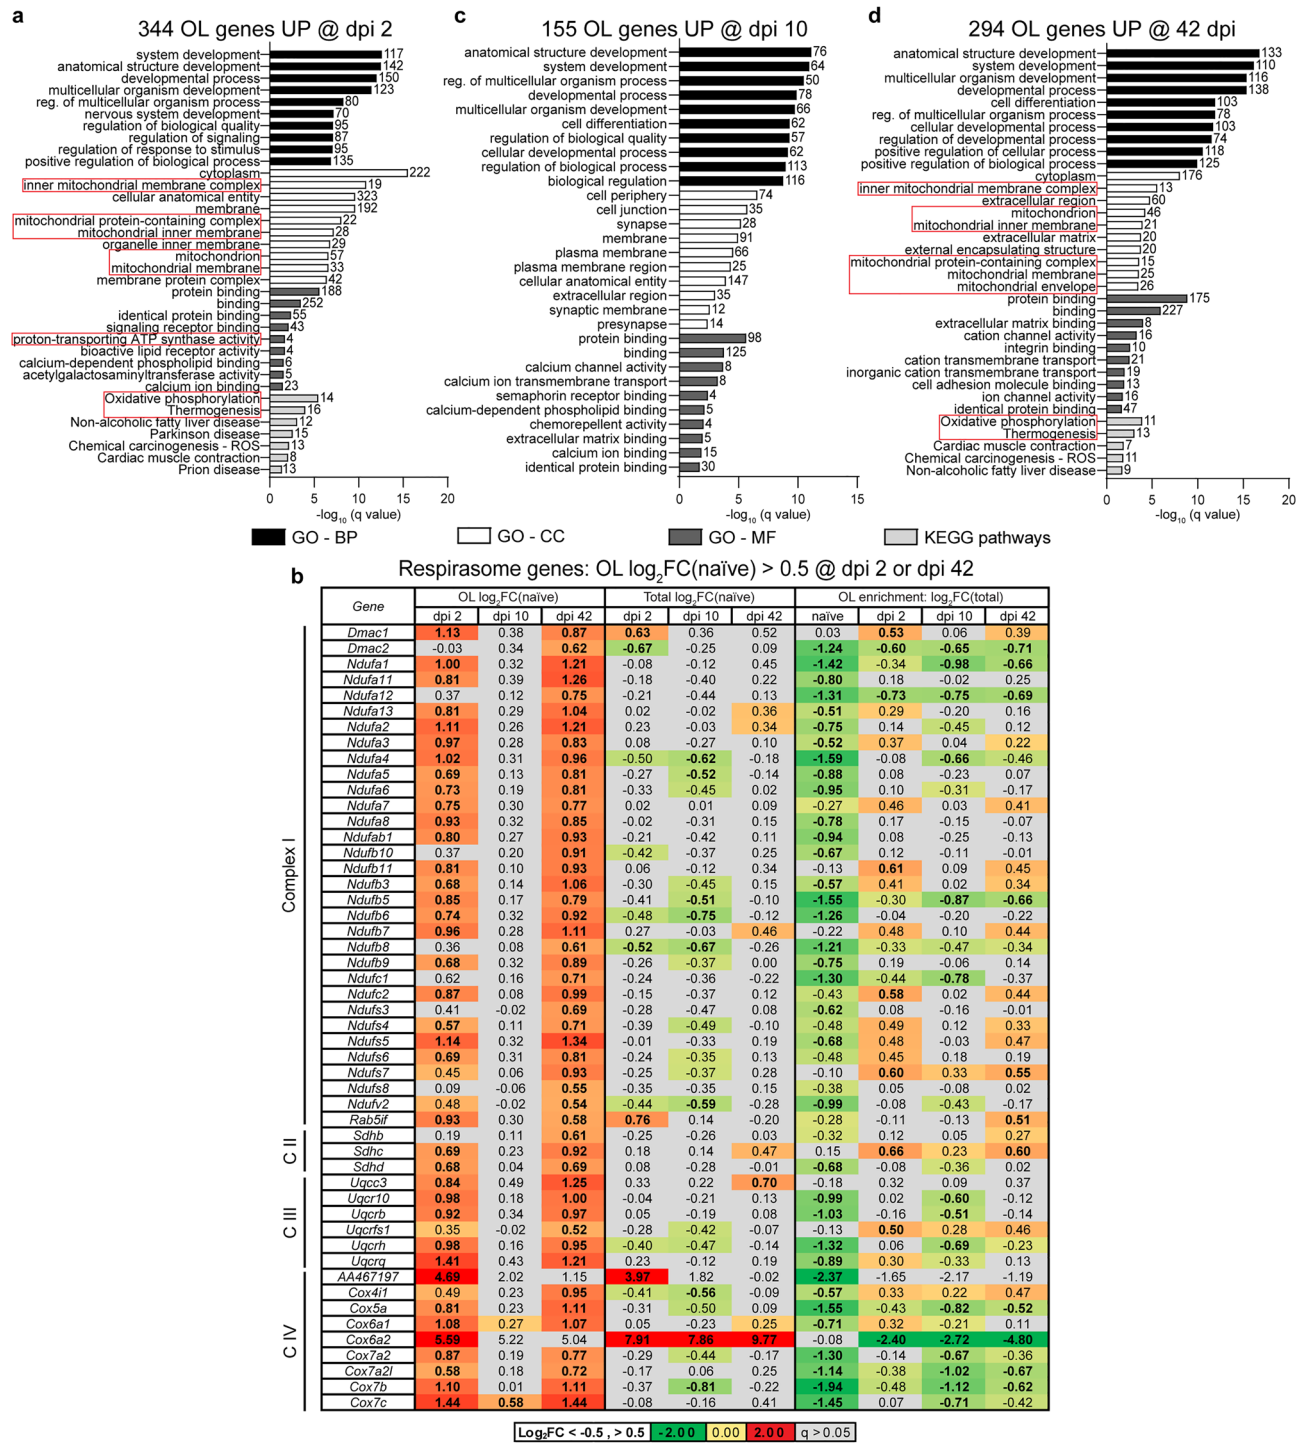 a
344 OL genes UP @ dpi 2
system development 117
anatomical structure development 142
developmental process 150
multicellular organism development 123
reg. of multicellular organism process 80
nervous system development 70
regulation of biological quality 95
regulation of signaling 87
regulation of response to stimulus 95
positive regulation of biological process 135
cytoplasm 222
inner mitochondrial membrane complex 19
cellular anatomical entity 323
membrane 192
mitochondrial protein-containing complex 22
mitochondrial inner membrane 28
organelle inner membrane 29
mitochondrion 57
mitochondrial membrane 33
membrane protein complex 42
protein binding 188
binding 252
identical protein binding 55
signaling receptor binding 43
proton-transporting ATP synthase activity 4
bioactive lipid receptor activity 4
calcium-dependent phospholipid binding 6
acetylgalactosaminyltransferase activity 5
calcium ion binding 23
Oxidative phosphorylation 14
Thermogenesis 16
Non-alcoholic fatty liver disease 12
Parkinson disease 15
Chemical carcinogenesis - ROS 13
Cardiac muscle contraction 8
Prion disease 13
0 5 10 15 20
-log10 (q value)
c
155 OL genes UP @ dpi 10
anatomical structure development 76
system development 64
reg. of multicellular organism process 50
developmental process 78
multicellular organism development 66
cell differentiation 62
regulation of biological quality 57
cellular developmental process 62
regulation of biological process 113
biological regulation 116
cell periphery 74
cell junction 35
synapse 28
membrane 91
plasma membrane 66
plasma membrane region 25
cellular anatomical entity 147
extracellular region 35
synaptic membrane 12
presynapse 14
protein binding 98
binding 125
calcium channel activity 8
calcium ion transmembrane transport 8
semaphorin receptor binding 4
calcium-dependent phospholipid binding 5
chemorepellent activity 4
extracellular matrix binding 5
calcium ion binding 15
identical protein binding 30
0 5 10 15
-log10 (q value)
d
294 OL genes UP @ 42 dpi
anatomical structure development 133
system development 110
multicellular organism development 116
developmental process 138
cell differentiation 103
reg. of multicellular organism process 78
cellular developmental process 103
regulation of developmental process 74
positive regulation of cellular process 118
positive regulation of biological process 125
cytoplasm 176
inner mitochondrial membrane complex 13
extracellular region 60
mitochondrion 46
mitochondrial inner membrane 21
extracellular matrix 20
external encapsulating structure 20
mitochondrial protein-containing complex 15
mitochondrial membrane 25
mitochondrial envelope 26
protein binding 175
binding 227
extracellular matrix binding 8
cation channel activity 16
integrin binding 10
cation transmembrane transport 21
inorganic cation transmembrane transport 19
cell adhesion molecule binding 13
ion channel activity 16
identical protein binding 47
Oxidative phosphorylation 11
Thermogenesis 13
Cardiac muscle contraction 7
Chemical carcinogenesis - ROS 11
Non-alcoholic fatty liver disease 9
0 5 10 15 20
-log10 (q value)
GO - BP GO - CC GO - MF KEGG pathways
b
Respirasome genes: OL log2FC(naïve) > 0.5 @ dpi 2 or dpi 42
Gene OL log2FC(naïve) Total log2FC(naïve) OL enrichment: log2FC(total)
dpi 2 dpi 10 dpi 42 dpi 2 dpi 10 dpi 42 naïve dpi 2 dpi 10 dpi 42
Complex I
Dmac1 1.13 0.38 0.87 0.63 0.36 0.52 0.03 0.53 0.06 0.39
Dmac2 -0.03 0.34 0.62 -0.67 -0.25 0.09 -1.24 -0.60 -0.65 -0.71
Ndufa1 1.00 0.32 1.21 -0.08 -0.12 0.45 -1.42 -0.34 -0.98 -0.66
Ndufa11 0.81 0.39 1.26 -0.18 -0.40 0.22 -0.80 0.18 -0.02 0.25
Ndufa12 0.37 0.12 0.75 -0.21 -0.44 0.13 -1.31 -0.73 -0.75 -0.69
Ndufa13 0.81 0.29 1.04 0.02 -0.02 0.36 -0.51 0.29 -0.20 0.16
Ndufa2 1.11 0.26 1.21 0.23 -0.03 0.34 -0.75 0.14 -0.45 0.12
Ndufa3 0.97 0.28 0.83 0.08 -0.27 0.10 -0.52 0.37 0.04 0.22
Ndufa4 1.02 0.31 0.96 -0.50 -0.62 -0.18 -1.59 -0.08 -0.66 -0.46
Ndufa5 0.69 0.13 0.81 -0.27 -0.52 -0.14 -0.88 0.08 -0.23 0.07
Ndufa6 0.73 0.19 0.81 -0.33 -0.45 0.02 -0.95 0.10 -0.31 -0.17
Ndufa7 0.75 0.30 0.77 0.02 0.01 0.09 -0.27 0.46 0.03 0.41
Ndufa8 0.93 0.32 0.85 -0.02 -0.31 0.15 -0.78 0.17 -0.15 -0.07
Ndufab1 0.80 0.27 0.93 -0.21 -0.42 0.11 -0.94 0.08 -0.25 -0.13
Ndufb10 0.37 0.20 0.91 -0.42 -0.37 0.25 -0.67 0.12 -0.11 -0.01
Ndufb11 0.81 0.10 0.93 0.06 -0.12 0.34 -0.13 0.61 0.09 0.45
Ndufb3 0.68 0.14 1.06 -0.30 -0.45 0.15 -0.57 0.41 0.02 0.34
Ndufb5 0.85 0.17 0.79 -0.41 -0.51 -0.10 -1.55 -0.30 -0.87 -0.66
Ndufb6 0.74 0.32 0.92 -0.48 -0.75 -0.12 -1.26 -0.04 -0.20 -0.22
Ndufb7 0.96 0.28 1.11 0.27 -0.03 0.46 -0.22 0.48 0.10 0.44
Ndufb8 0.36 0.08 0.61 -0.52 -0.67 -0.26 -1.21 -0.33 -0.47 -0.34
Ndufb9 0.68 0.32 0.89 -0.26 -0.37 0.00 -0.75 0.19 -0.06 0.14
Ndufc1 0.62 0.16 0.71 -0.24 -0.36 -0.22 -1.30 -0.44 -0.78 -0.37
Ndufc2 0.87 0.08 0.99 -0.15 -0.37 0.12 -0.43 0.58 0.02 0.44
Ndufs3 0.41 -0.02 0.69 -0.28 -0.47 0.08 -0.62 0.08 -0.16 -0.01
Ndufs4 0.57 0.11 0.71 -0.39 -0.49 -0.10 -0.48 0.49 0.12 0.33
Ndufs5 1.14 0.32 1.34 -0.01 -0.33 0.19 -0.68 0.48 -0.03 0.47
Ndufs6 0.69 0.31 0.81 -0.24 -0.35 0.13 -0.48 0.45 0.18 0.19
Ndufs7 0.45 0.06 0.93 -0.25 -0.37 0.28 -0.10 0.60 0.33 0.55
Ndufs8 0.09 -0.06 0.55 -0.35 -0.35 0.15 -0.38 0.05 -0.08 0.02
Ndufv2 0.48 -0.02 0.54 -0.44 -0.59 -0.28 -0.99 -0.08 -0.43 -0.17
Rab5if 0.93 0.30 0.58 0.76 0.14 -0.20 -0.28 -0.11 -0.13 0.51
C II
Sdhb 0.19 0.11 0.61 -0.25 -0.26 0.03 -0.32 0.12 0.05 0.27
Sdhc 0.69 0.23 0.92 0.18 0.14 0.47 0.15 0.66 0.23 0.60
Sdhd 0.68 0.04 0.69 0.08 -0.28 -0.01 -0.68 -0.08 -0.36 0.02
C III
Uqcc3 0.84 0.49 1.25 0.33 0.22 0.70 -0.18 0.32 0.09 0.37
Uqcr10 0.98 0.18 1.00 -0.04 -0.21 0.13 -0.99 0.02 -0.60 -0.12
Uqcrb 0.92 0.34 0.97 0.05 -0.19 0.08 -1.03 -0.16 -0.51 -0.14
Uqcrfs1 0.35 -0.02 0.52 -0.28 -0.42 -0.07 -0.13 0.50 0.28 0.46
Uqcrh 0.98 0.16 0.95 -0.40 -0.47 -0.14 -1.32 0.06 -0.69 -0.23
Uqcrq 1.41 0.43 1.21 0.23 -0.12 0.19 -0.89 0.30 -0.33 0.13
C IV
AA467197 4.69 2.02 1.15 3.97 1.82 -0.02 -2.37 -1.65 -2.17 -1.19
Cox4i1 0.49 0.23 0.95 -0.41 -0.56 -0.09 -0.57 0.33 0.22 0.47
Cox5a 0.81 0.23 1.11 -0.31 -0.50 0.09 -1.55 -0.43 -0.82 -0.52
Cox6a1 1.08 0.27 1.07 0.05 -0.23 0.25 -0.71 0.32 -0.21 0.11
Cox6a2 5.59 5.22 5.04 7.91 7.86 9.77 -0.08 -2.40 -2.72 -4.80
Cox7a2 0.87 0.19 0.77 -0.29 -0.44 -0.17 -1.30 -0.14 -0.67 -0.36
Cox7a2l 0.58 0.18 0.72 -0.17 0.06 0.25 -1.14 -0.38 -1.02 -0.67
Cox7b 1.10 0.01 1.11 -0.37 -0.81 -0.22 -1.94 -0.48 -1.12 -0.62
Cox7c 1.44 0.58 1.44 -0.08 -0.16 0.41 -1.45 0.07 -0.71 -0.42
Log2FC < -0.5 , > 0.5 -2.00 0.00 2.00 q > 0.05